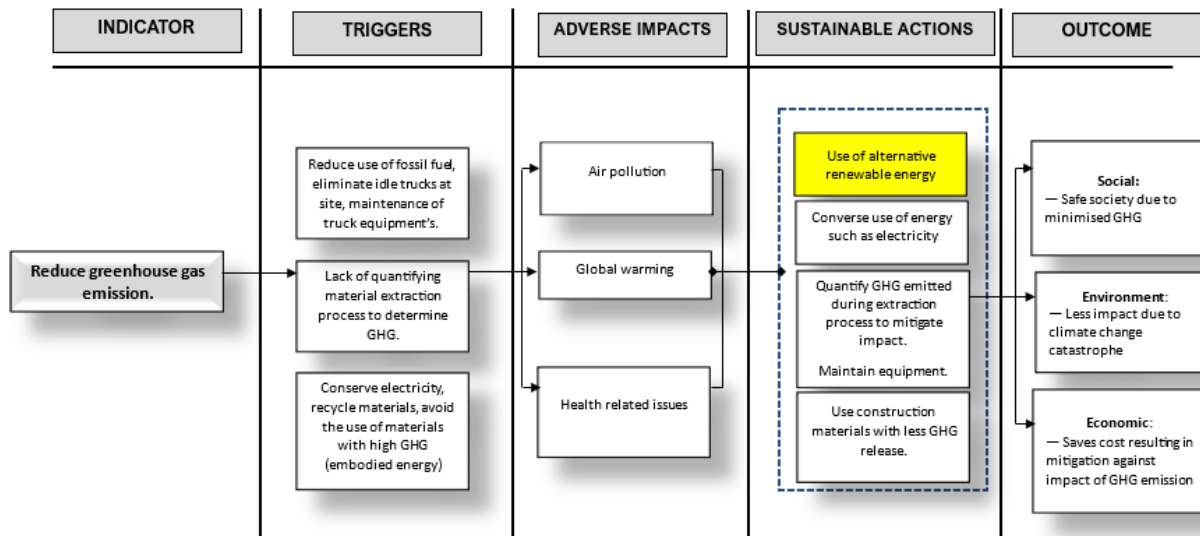 INDICATOR
TRIGGERS
ADVERSE IMPACTS
SUSTAINABLE ACTIONS
OUTCOME
Reduce greenhouse gas
emission.
Reduce use of fossil fuel,
eliminate idle trucks at
site, maintenance of
truck equipment's.
Lack of quantifying
material extraction
process to determine
GHG.
Conserve electricity,
recycle materials, avoid
the use of materials
with high GHG
(embodied energy)
Air pollution
Global warming
Health related issues
Use of alternative
renewable energy
Converse use of energy
such as electricity
Quantify GHG emitted
during extraction
process to mitigate
impact.
Maintain equipment.
Use construction
materials with less GHG
release.
Social:
— Safe society due to
minimised GHG
Environment:
— Less impact due to
climate change
catastrophe
Economic:
— Saves cost resulting in
mitigation against
impact of GHG emission